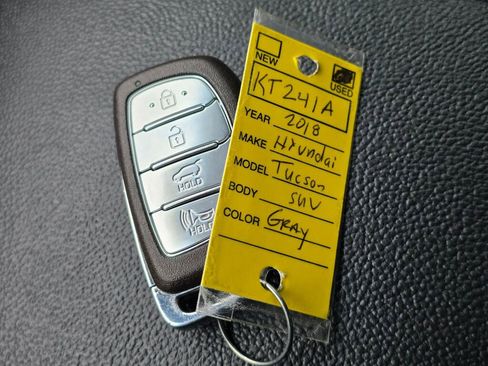 NEW USED
KT241A
YEAR 2018
MAKE Hyundai
MODEL Tucson
BODY SUV
COLOR GRAY
HOLD
HOLD